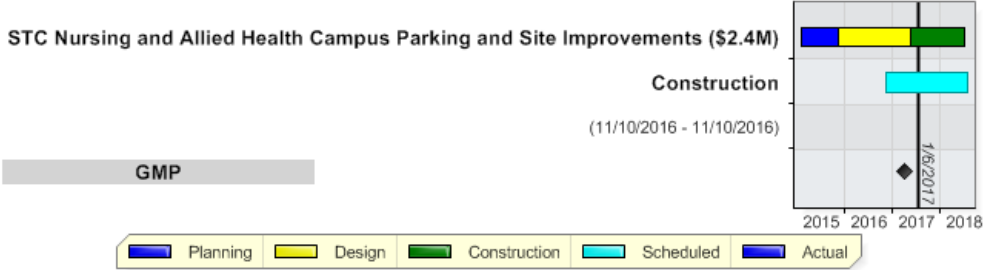 STC Nursing and Allied Health Campus Parking and Site Improvements ($2.4M)
Construction
(11/10/2016 - 11/10/2016)
GMP
1/6/2017
2015 2016 2017 2018
Planning Design Construction Scheduled Actual